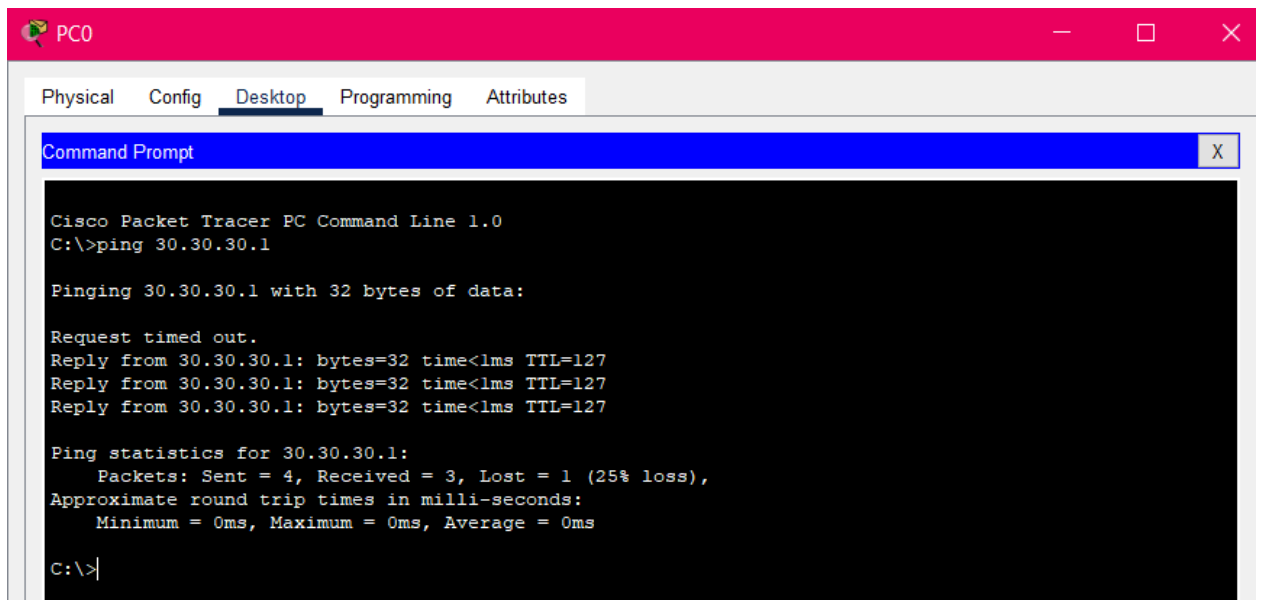 PC0
Physical Config Desktop Programming Attributes
Command Prompt X
Cisco Packet Tracer PC Command Line 1.0
C:\>ping 30.30.30.1
Pinging 30.30.30.1 with 32 bytes of data:
Request timed out.
Reply from 30.30.30.1: bytes=32 time<1ms TTL=127
Reply from 30.30.30.1: bytes=32 time<1ms TTL=127
Reply from 30.30.30.1: bytes=32 time<1ms TTL=127
Ping statistics for 30.30.30.1:
Packets: Sent = 4, Received = 3, Lost = 1 (25% loss),
Approximate round trip times in milli-seconds:
Minimum = 0ms, Maximum = 0ms, Average = 0ms
C:\>